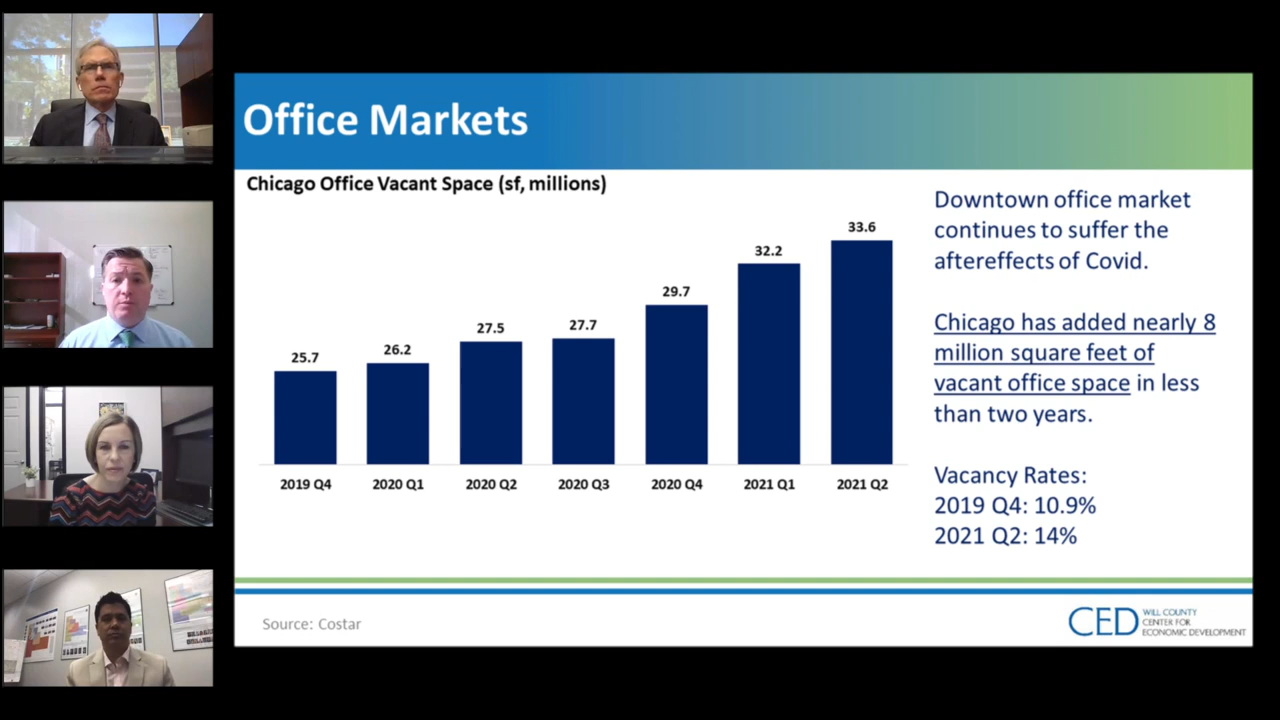 Office Markets
Chicago Office Vacant Space (sf, millions)
25.7
26.2
27.5
27.7
29.7
32.2
33.6
2019 Q4
2020 Q1
2020 Q2
2020 Q3
2020 Q4
2021 Q1
2021 Q2
Downtown office market
continues to suffer the
aftereffects of Covid.
Chicago has added nearly 8
million square feet of
vacant office space in less
than two years.
Vacancy Rates:
2019 Q4: 10.9%
2021 Q2: 14%
Source: Costar
CED
WILL COUNTY
CENTER FOR
ECONOMIC DEVELOPMENT